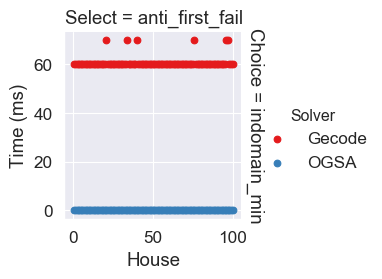 Select = anti_first_fail
Time (ms)
60
40
20
0
0
50
100
House
Choice = indomain_min
Solver
Gecode
OGSA